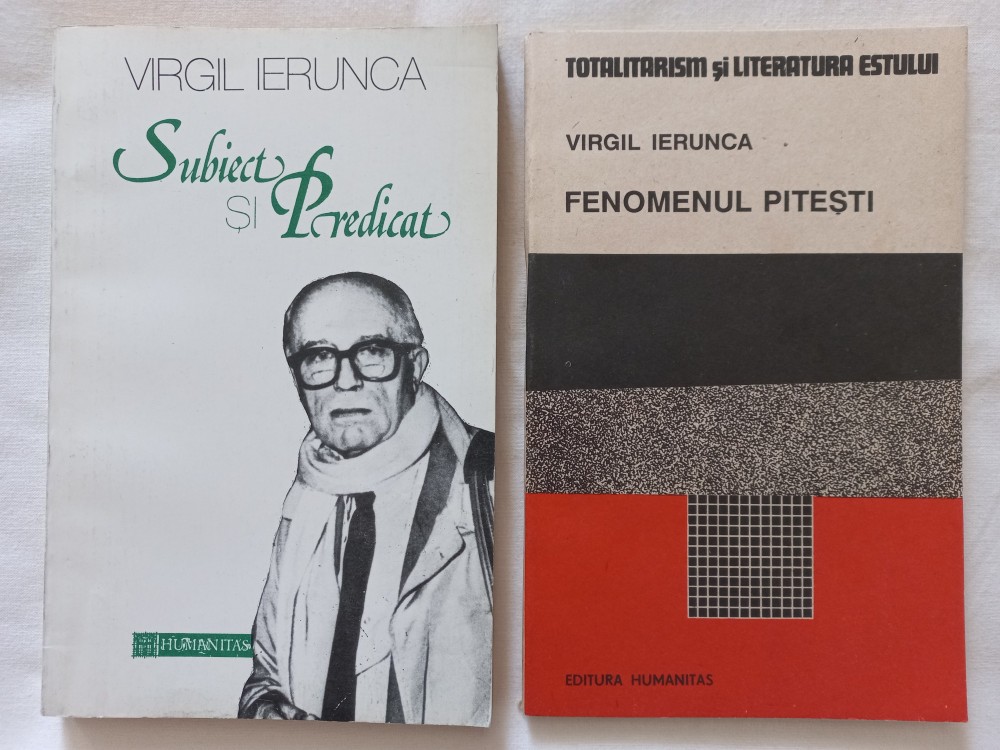 VIRGIL IERUNCA
Subiect
ȘI Predicat
HUMANITAS
TOTALITARISM și LITERATURA ESTULUI
VIRGIL IERUNCA
FENOMENUL PITEȘTI
EDITURA HUMANITAS